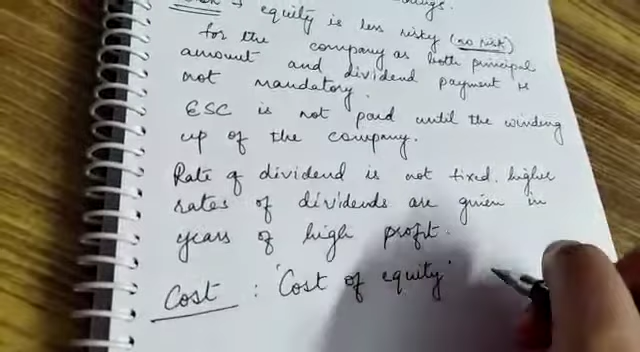 equity is less risky (no risk)
for the company as both principal
amount and dividend payment is
not mandatory.
ESC is not paid until the winding
up of the company.
Rate of dividend is not fixed. higher
rates of dividends are given in
years of high profit.
Cost : 'Cost of equity'